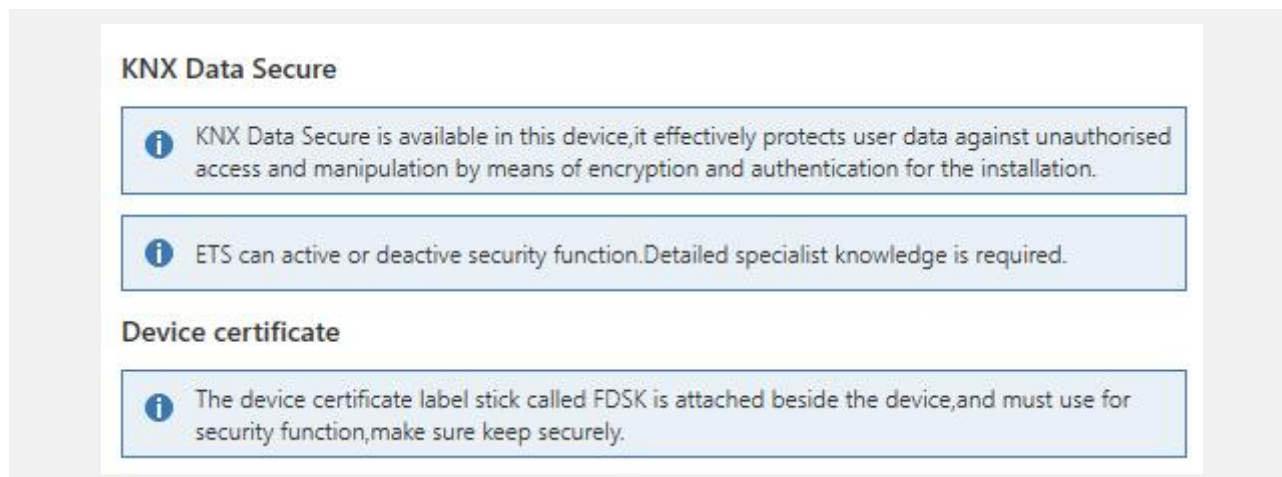 KNX Data Secure
KNX Data Secure is available in this device,it effectively protects user data against unauthorised
access and manipulation by means of encryption and authentication for the installation.
ETS can active or deactive security function.Detailed specialist knowledge is required.
Device certificate
The device certificate label stick called FDSK is attached beside the device,and must use for
security function,make sure keep securely.